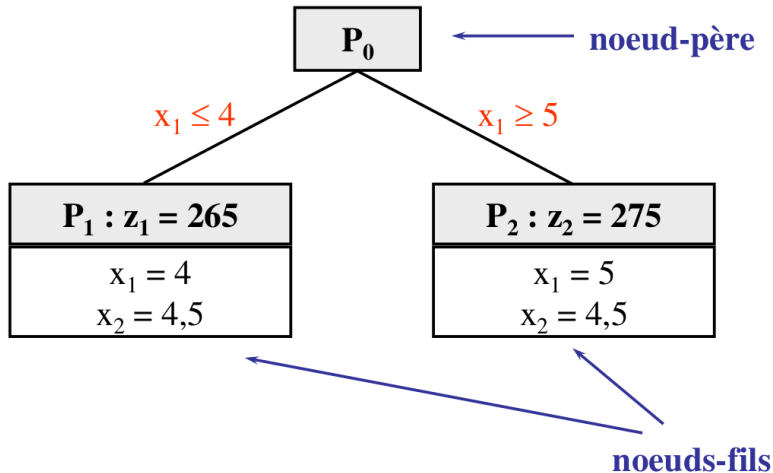 P₀
noeud-père
x₁ ≤ 4
x₁ ≥ 5
P₁ : z₁ = 265
P₂ : z₂ = 275
x₁ = 4
x₂ = 4,5
x₁ = 5
x₂ = 4,5
noeuds-fils